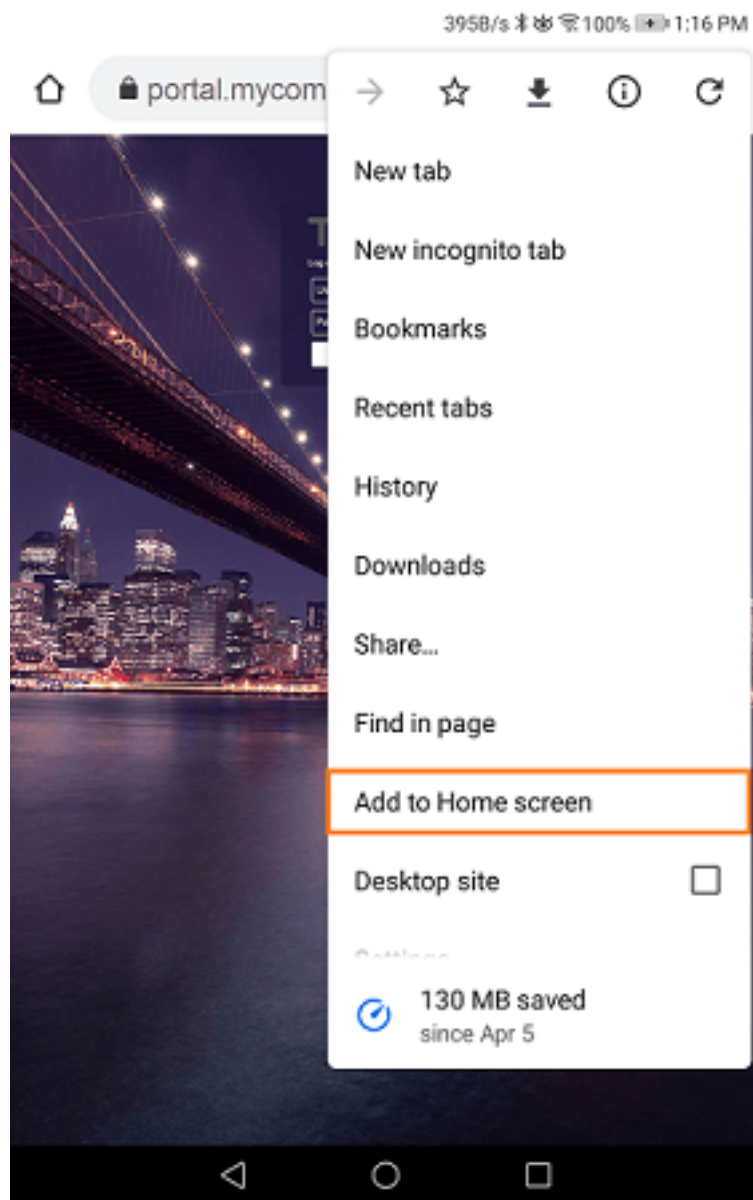 395B/s 100% 1:16 PM
portal.mycom
New tab
New incognito tab
Bookmarks
Recent tabs
History
Downloads
Share...
Find in page
Add to Home screen
Desktop site
Settings
130 MB saved
since Apr 5